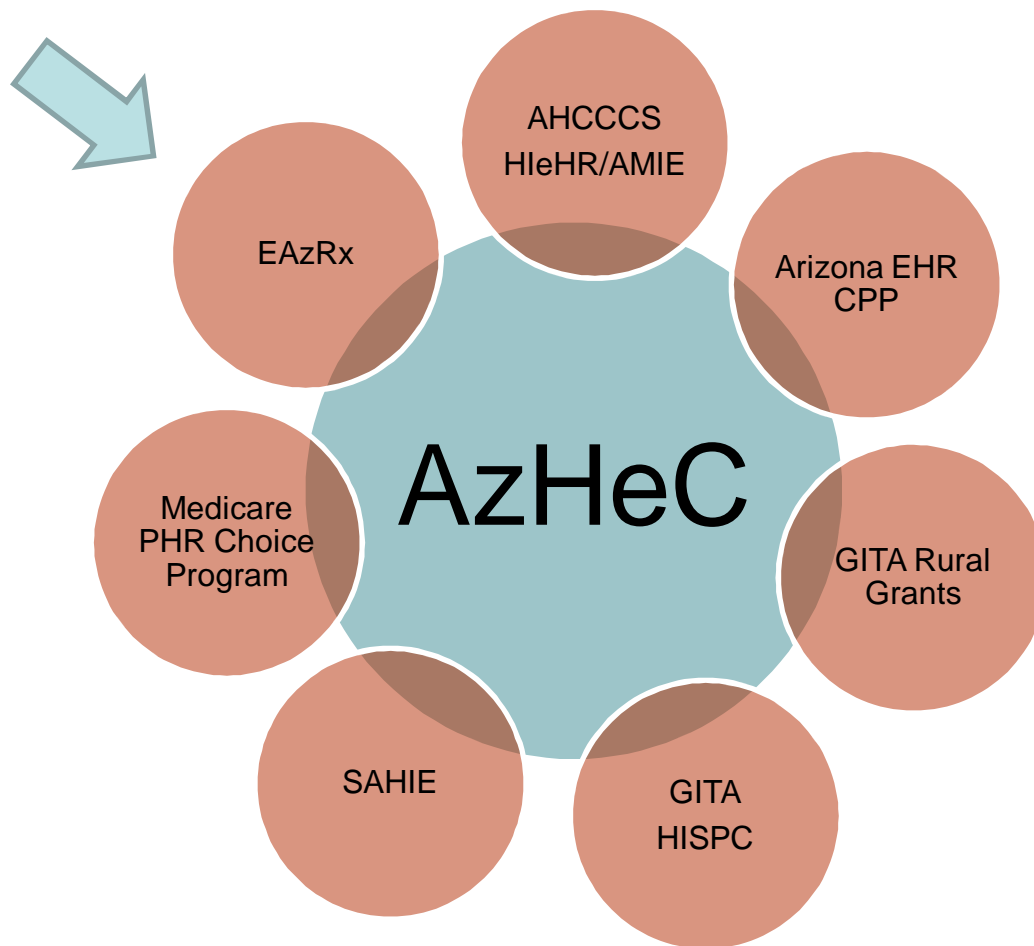 AHCCCS
HIeHR/AMIE
EAzRx
Arizona EHR
CPP
AzHeC
Medicare
PHR Choice
Program
GITA Rural
Grants
SAHIE
GITA
HISPC